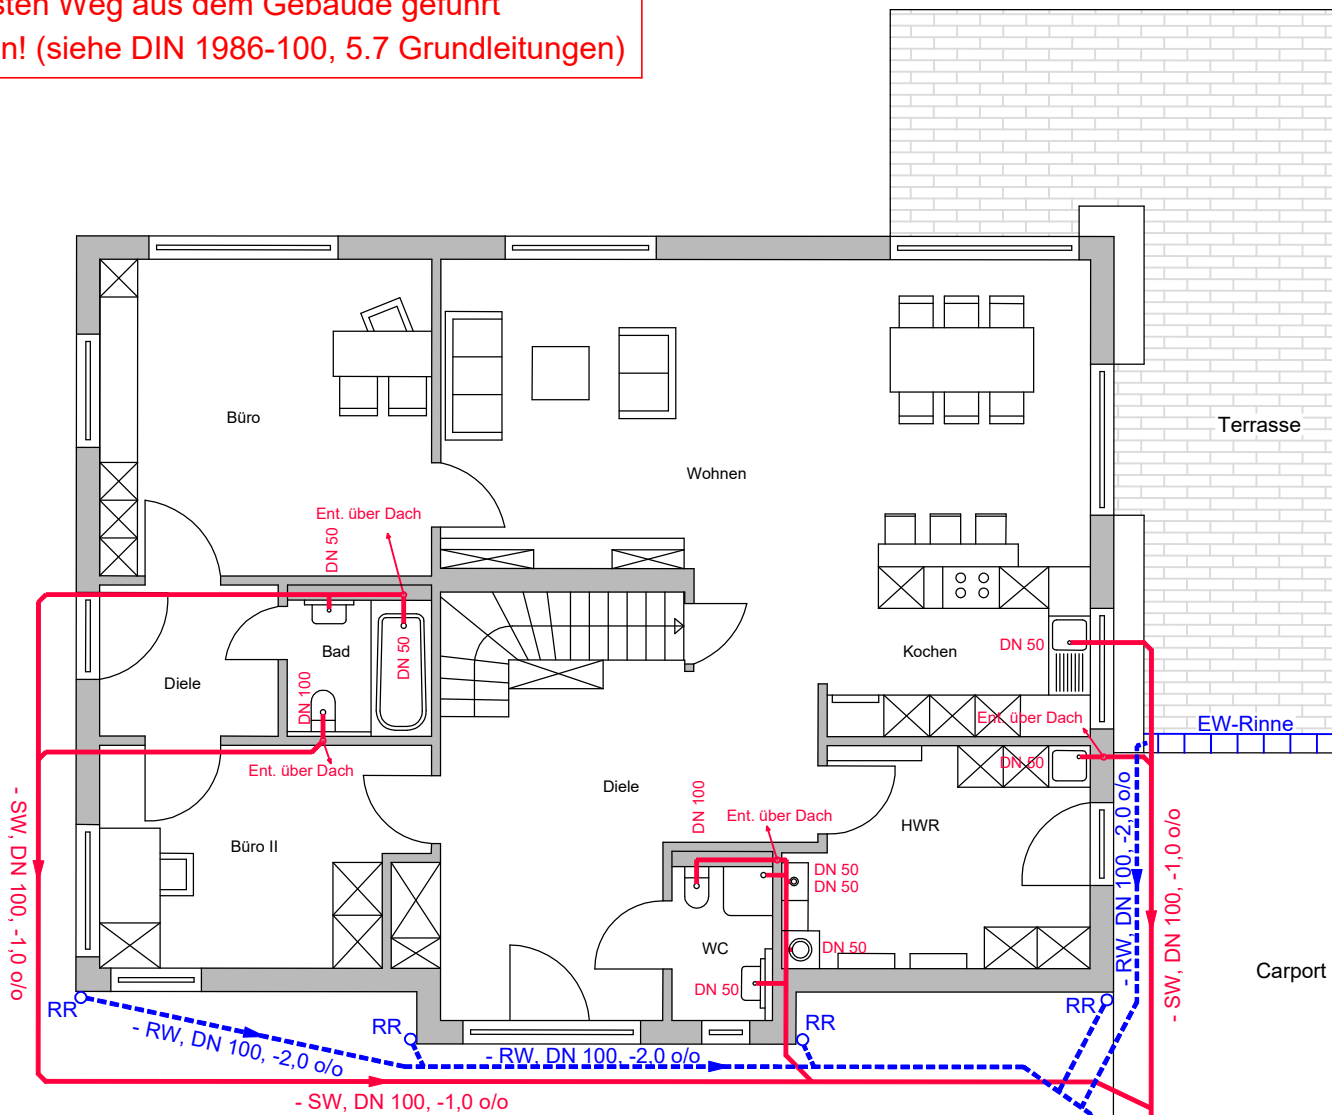 sten Weg aus dem Gebäude geführt
n! (siehe DIN 1986-100, 5.7 Grundleitungen)
Büro
Wohnen
Terrasse
Ent. über Dach
DN 50
Bad
DN 50
DN 100
Diele
Ent. über Dach
Kochen
DN 50
Ent. über Dach
DN 50
EW-Rinne
Diele
HWR
Büro II
DN 100
Ent. über Dach
DN 50
DN 50
WC
DN 50
DN 50
Carport
- SW, DN 100, -1,0 o/o
- RW, DN 100, -2,0 o/o
- SW, DN 100, -1,0 o/o
RR
RR
RR
RR
- RW, DN 100, -2,0 o/o
- RW, DN 100, -2,0 o/o
- SW, DN 100, -1,0 o/o